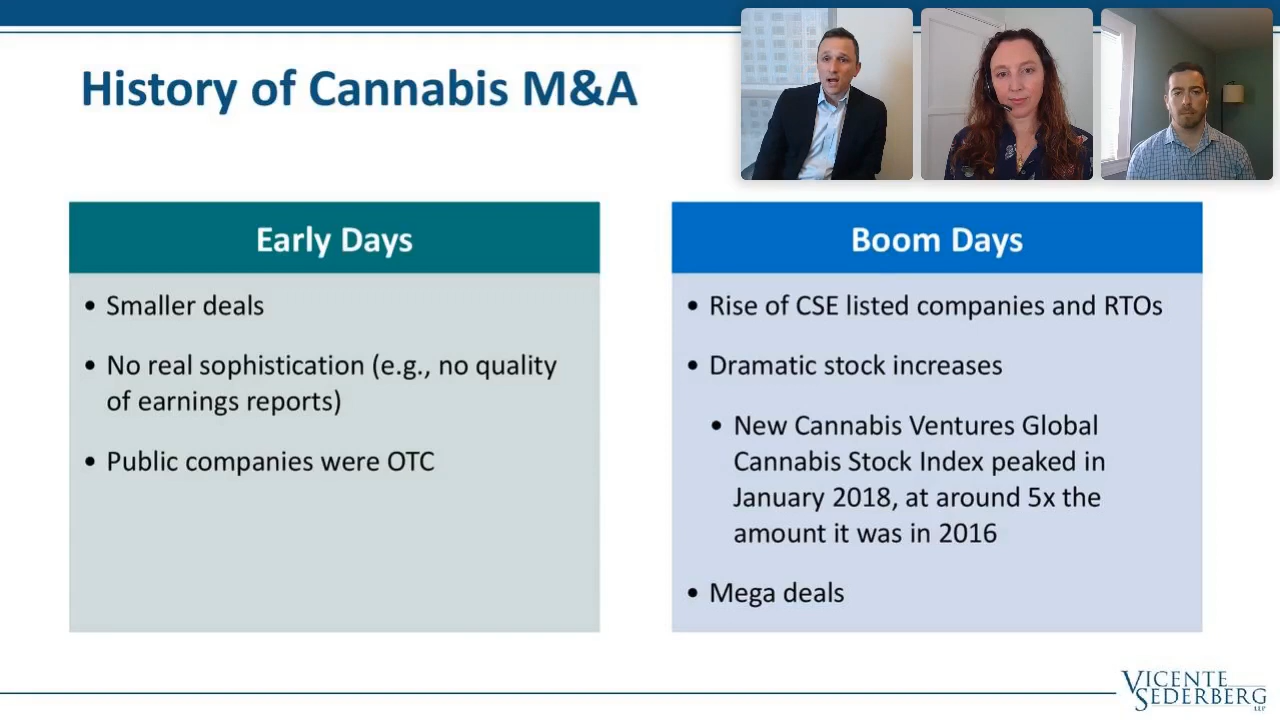 History of Cannabis M&A
Early Days
• Smaller deals
• No real sophistication (e.g., no quality
of earnings reports)
• Public companies were OTC
Boom Days
• Rise of CSE listed companies and RTOs
• Dramatic stock increases
• New Cannabis Ventures Global
Cannabis Stock Index peaked in
January 2018, at around 5x the
amount it was in 2016
• Mega deals
VICENTE
SEDERBERG
LLP